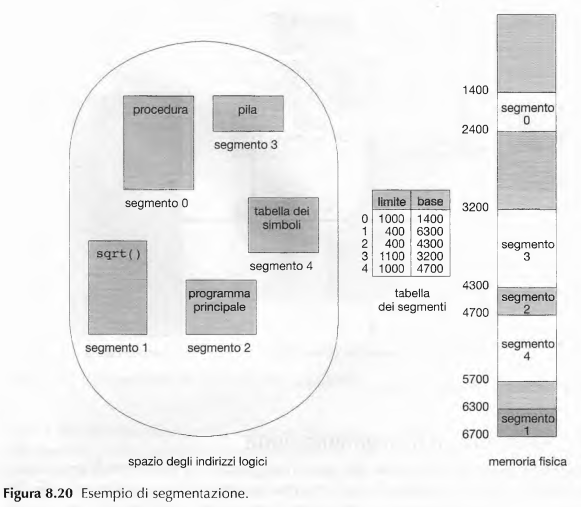 procedura
segmento 0
pila
segmento 3
tabella dei
simboli
segmento 4
sqrt()
segmento 1
programma
principale
segmento 2
spazio degli indirizzi logici
limite base
0 1000 1400
1 400 6300
2 400 4300
3 1100 3200
4 1000 4700
tabella
dei segmenti
1400
segmento
0
2400
3200
segmento
3
4300
segmento
2
4700
segmento
4
5700
6300
segmento
1
6700
memoria fisica
Figura 8.20 Esempio di segmentazione.